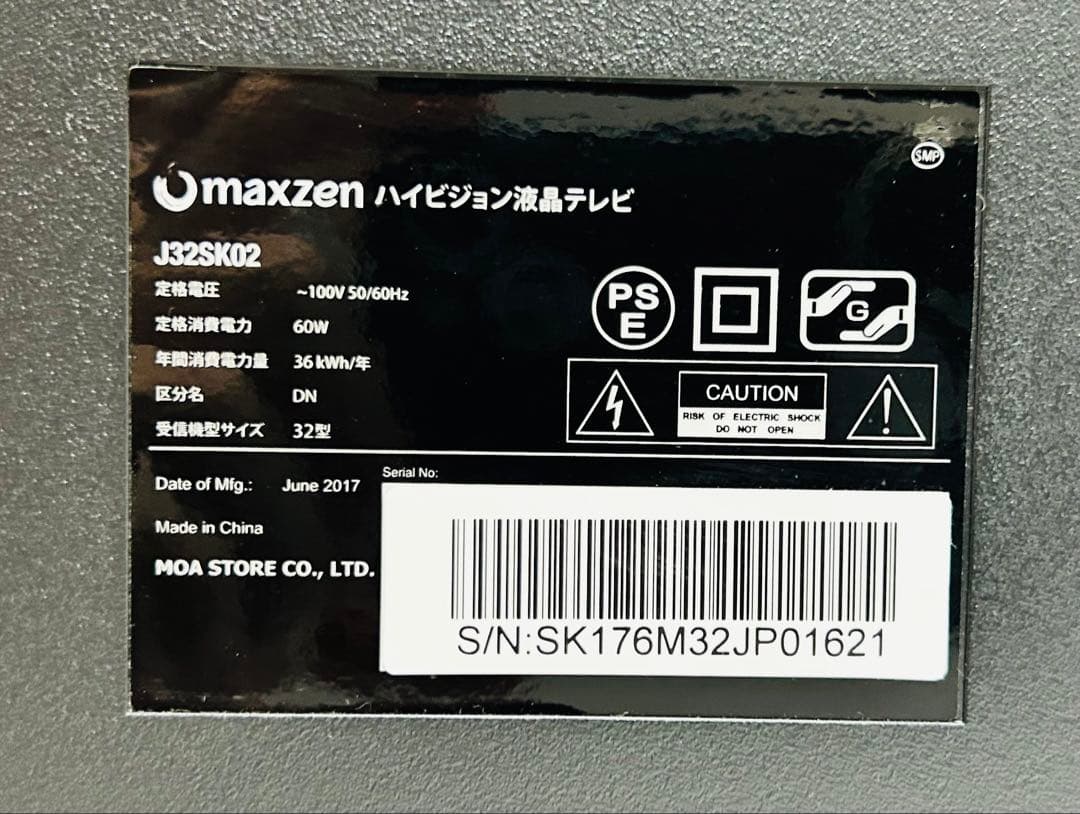 SMP
maxzen ハイビジョン液晶テレビ
J32SK02
定格電圧 ~100V 50/60Hz
定格消費電力 60W
年間消費電力量 36 kWh/年
区分名 DN
受信機型サイズ 32型
PS
E
G
CAUTION
RISK OF ELECTRIC SHOCK
DO NOT OPEN
Date of Mfg.: June 2017
Serial No:
Made in China
MOA STORE CO., LTD.
S/N:SK176M32JP01621